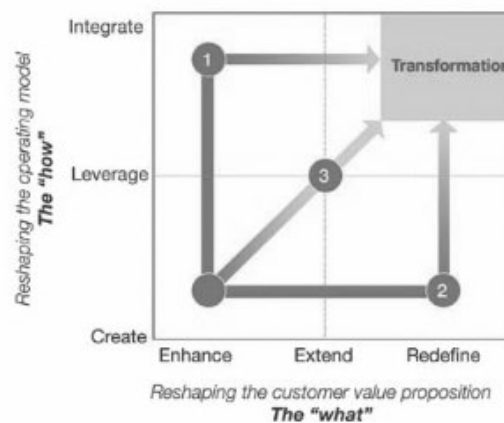 Integrate
1
Transformation
Reshaping the operating model
The "how"
Leverage
3
2
Create
Enhance Extend Redefine
Reshaping the customer value proposition
The "what"